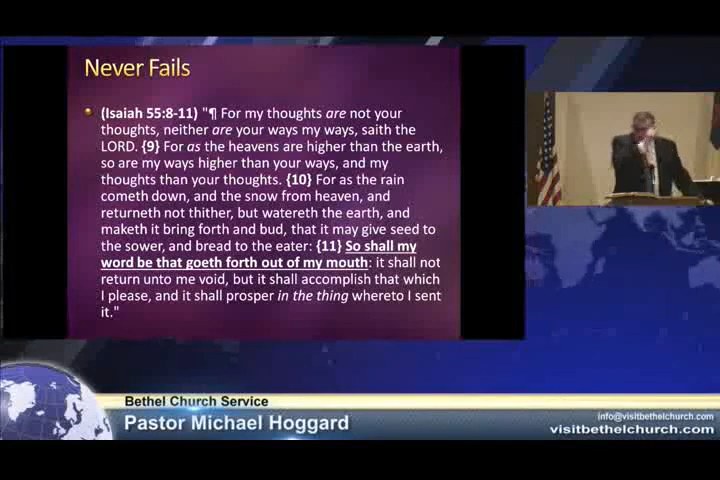 Never Fails
(Isaiah 55:8-11) "¶ For my thoughts are not your
thoughts, neither are your ways my ways, saith the
LORD. {9} For as the heavens are higher than the earth,
so are my ways higher than your ways, and my
thoughts than your thoughts. {10} For as the rain
cometh down, and the snow from heaven, and
returneth not thither, but watereth the earth, and
maketh it bring forth and bud, that it may give seed to
the sower, and bread to the eater: {11} So shall my
word be that goeth forth out of my mouth: it shall not
return unto me void, but it shall accomplish that which
I please, and it shall prosper in the thing whereto I sent
it."
Bethel Church Service
Pastor Michael Hoggard
info@visitbethelchurch.com
visitbethelchurch.com